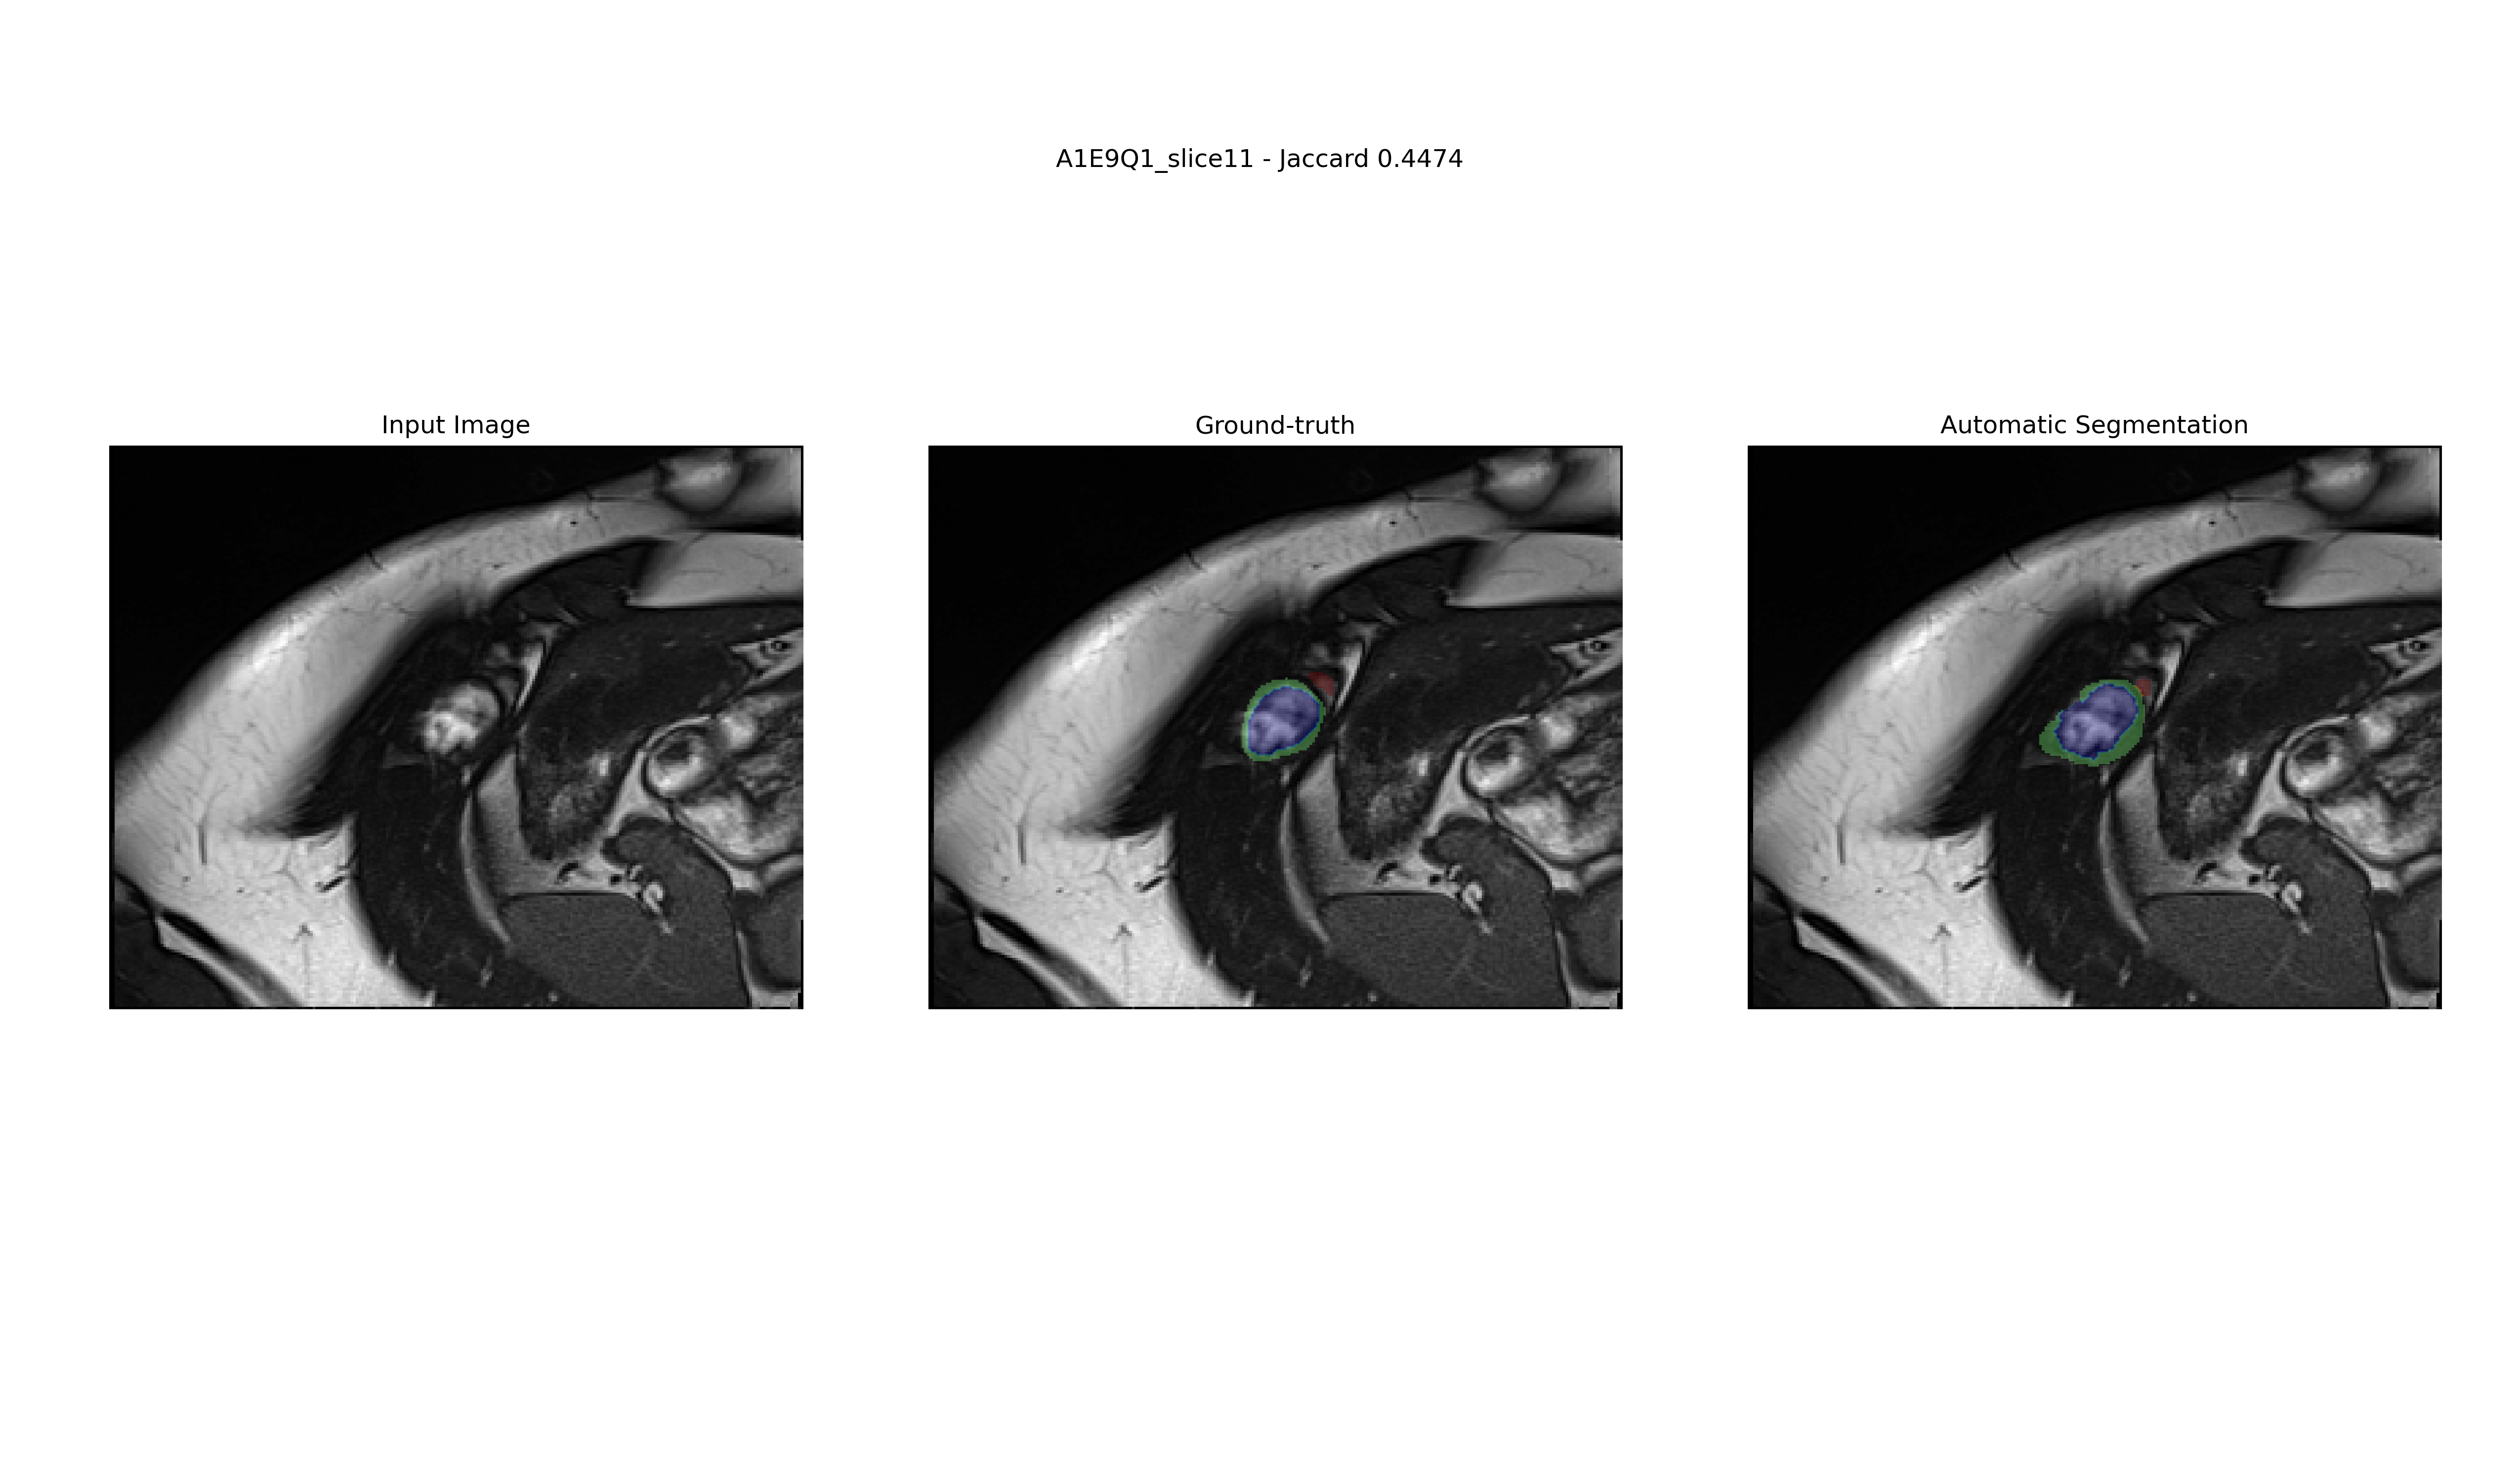 A1E9Q1_slice11 - Jaccard 0.4474
Input Image
Ground-truth
Automatic Segmentation